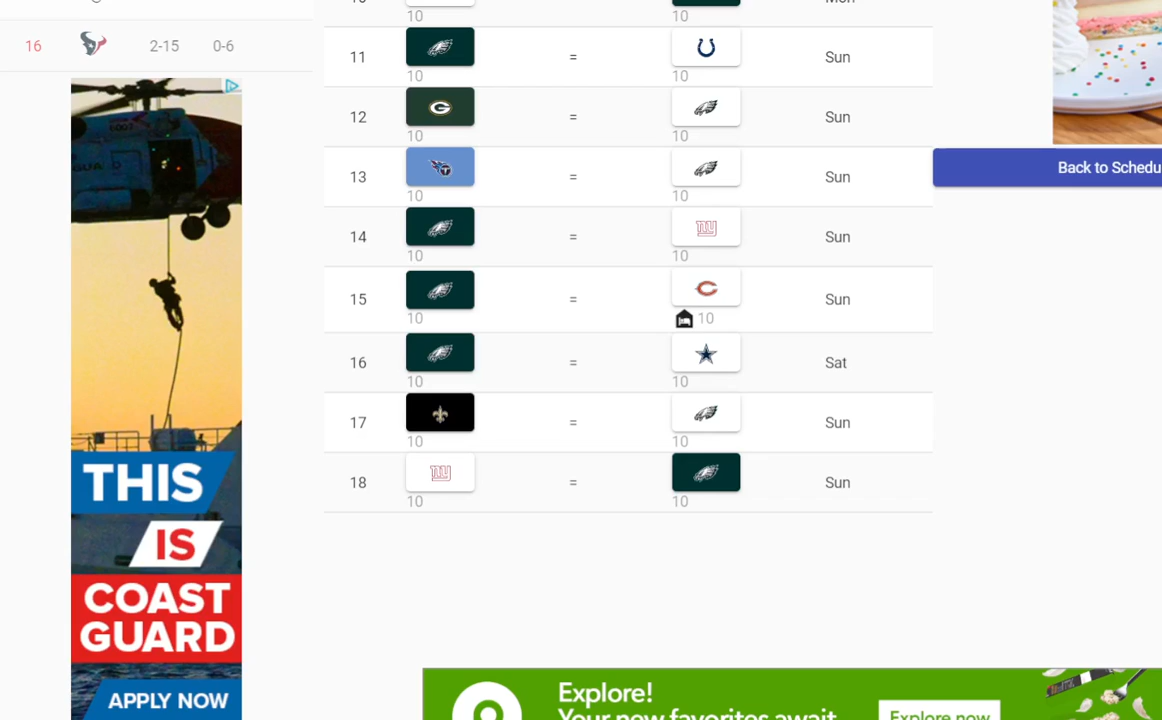 10
10
Mon
16
2-15
0-6
11
10
=
10
Sun
12
10
=
10
Sun
13
10
=
10
Sun
14
10
=
10
Sun
15
10
=
10
Sun
16
10
=
10
Sat
17
10
=
10
Sun
18
10
=
10
Sun
Back to Schedu
THIS
IS
COAST
GUARD
APPLY NOW
Explore!
Your new favorites await
Explore now